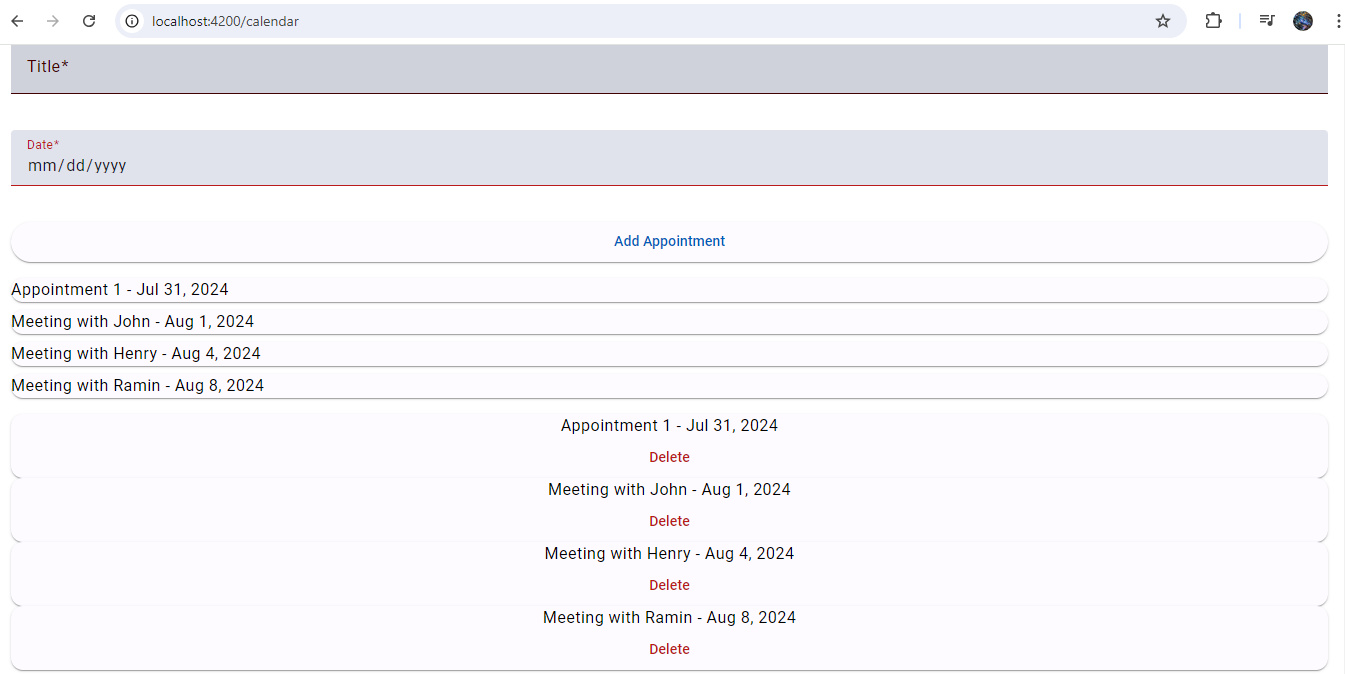 localhost:4200/calendar
Title*
Date*
mm/dd/yyyy
Add Appointment
Appointment 1 - Jul 31, 2024
Meeting with John - Aug 1, 2024
Meeting with Henry - Aug 4, 2024
Meeting with Ramin - Aug 8, 2024
Appointment 1 - Jul 31, 2024
Delete
Meeting with John - Aug 1, 2024
Delete
Meeting with Henry - Aug 4, 2024
Delete
Meeting with Ramin - Aug 8, 2024
Delete